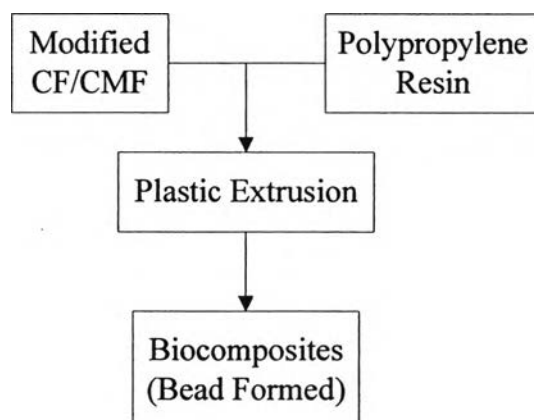 Modified
CF/CMF
Polypropylene
Resin
Plastic Extrusion
Biocomposites
(Bead Formed)